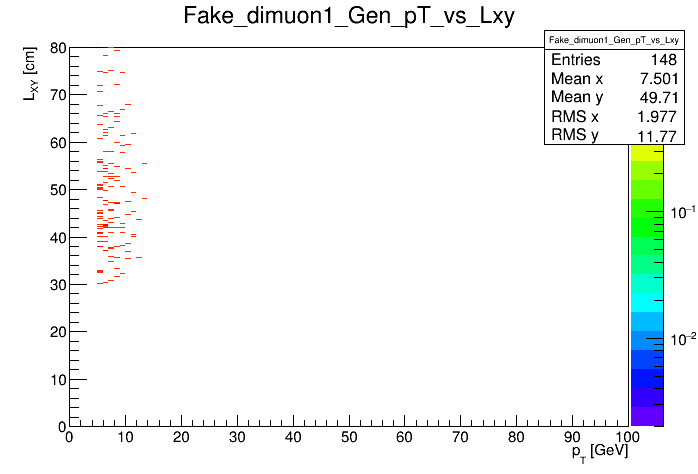 Fake_dimuon1_Gen_pT_vs_Lxy
Fake_dimuon1_Gen_pT_vs_Lxy
Entries 148
Mean x 7.501
Mean y 49.71
RMS x 1.977
RMS y 11.77
L_XY [cm]
80
70
60
50
40
30
20
10
0
10^-1
10^-2
0 10 20 30 40 50 60 70 80 90 100
p_T [GeV]